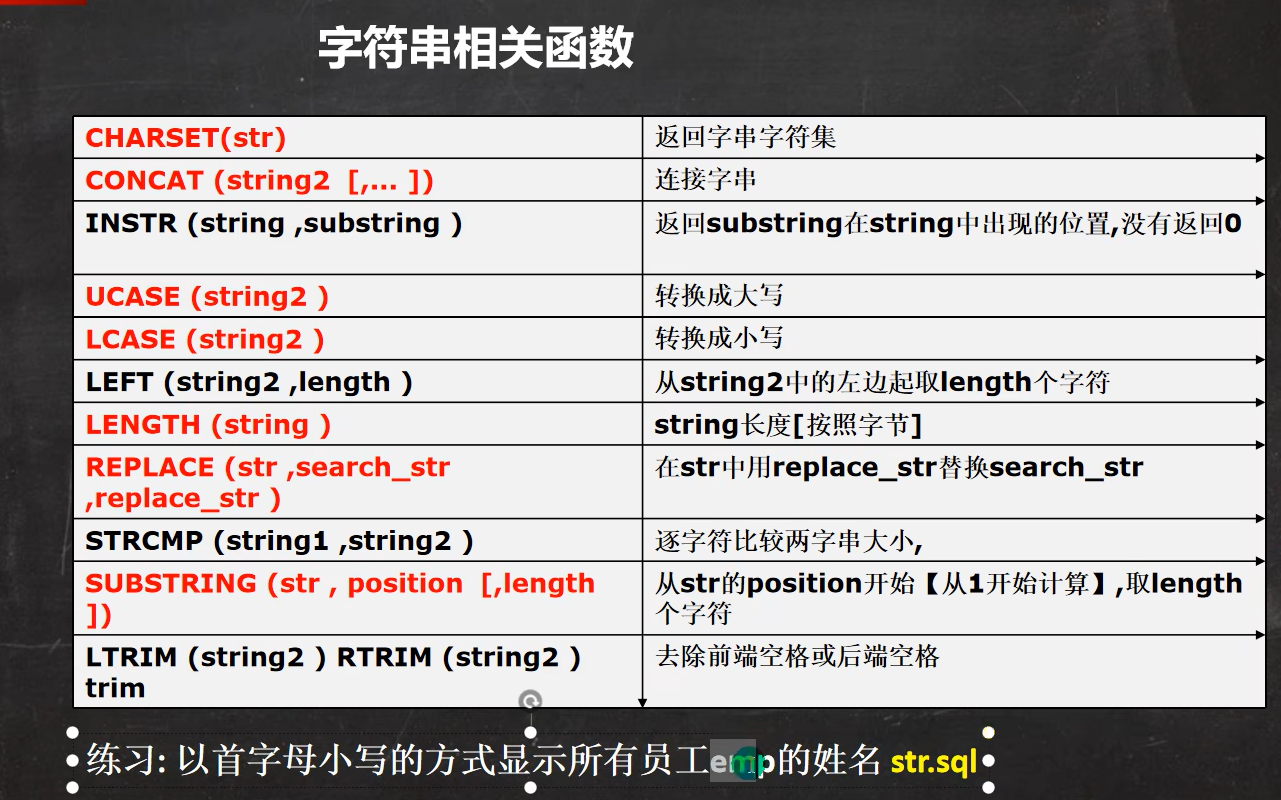 字符串相关函数
CHARSET(str) 返回字串字符集
CONCAT (string2 [,... ]) 连接字串
INSTR (string ,substring ) 返回substring在string中出现的位置,没有返回0
UCASE (string2 ) 转换成大写
LCASE (string2 ) 转换成小写
LEFT (string2 ,length ) 从string2中的左边起取length个字符
LENGTH (string ) string长度[按照字节]
REPLACE (str ,search_str
,replace_str )
在str中用replace_str替换search_str
STRCMP (string1 ,string2 ) 逐字符比较两字串大小,
SUBSTRING (str , position [,length
])
从str的position开始【从1开始计算】,取length
个字符
LTRIM (string2 ) RTRIM (string2 )
trim
去除前端空格或后端空格
练习: 以首字母小写的方式显示所有员工emp的姓名 str.sql